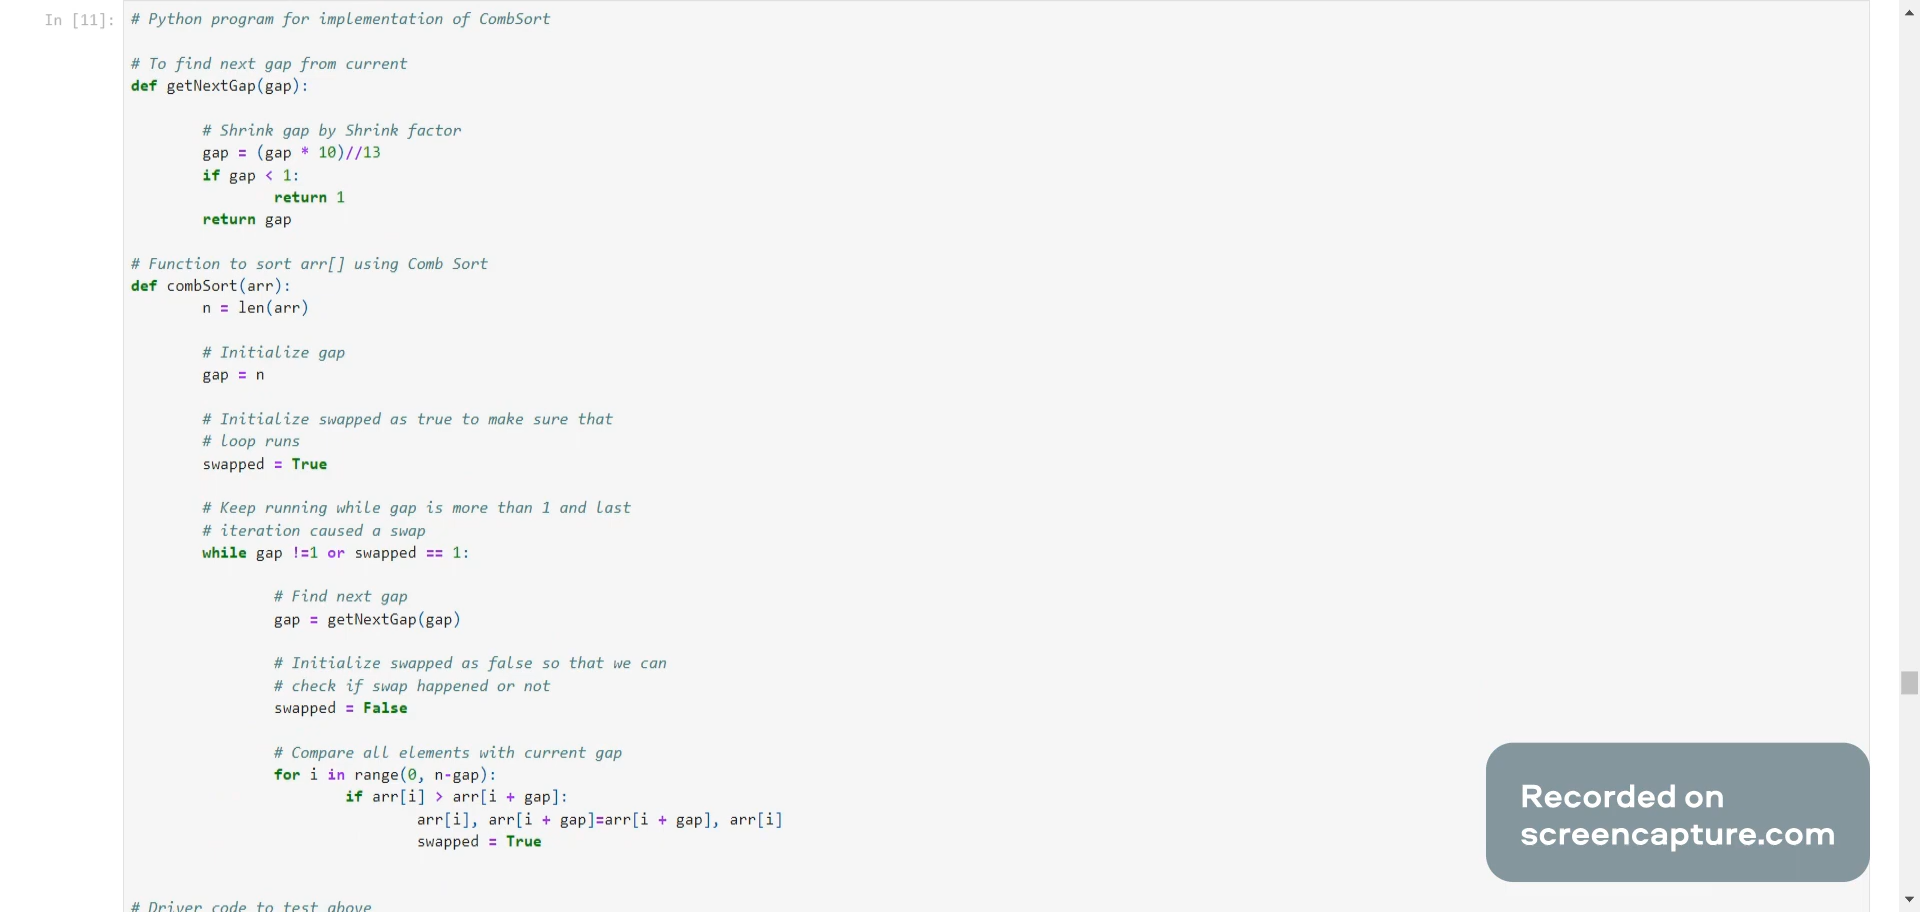 In [11]:
# Python program for implementation of CombSort
# To find next gap from current
def getNextGap(gap):
# Shrink gap by Shrink factor
gap = (gap * 10)//13
if gap < 1:
return 1
return gap
# Function to sort arr[] using Comb Sort
def combSort(arr):
n = len(arr)
# Initialize gap
gap = n
# Initialize swapped as true to make sure that
# loop runs
swapped = True
# Keep running while gap is more than 1 and last
# iteration caused a swap
while gap !=1 or swapped == 1:
# Find next gap
gap = getNextGap(gap)
# Initialize swapped as false so that we can
# check if swap happened or not
swapped = False
# Compare all elements with current gap
for i in range(0, n-gap):
if arr[i] > arr[i + gap]:
arr[i], arr[i + gap]=arr[i + gap], arr[i]
swapped = True
# Driver code to test above
Recorded on
screencapture.com